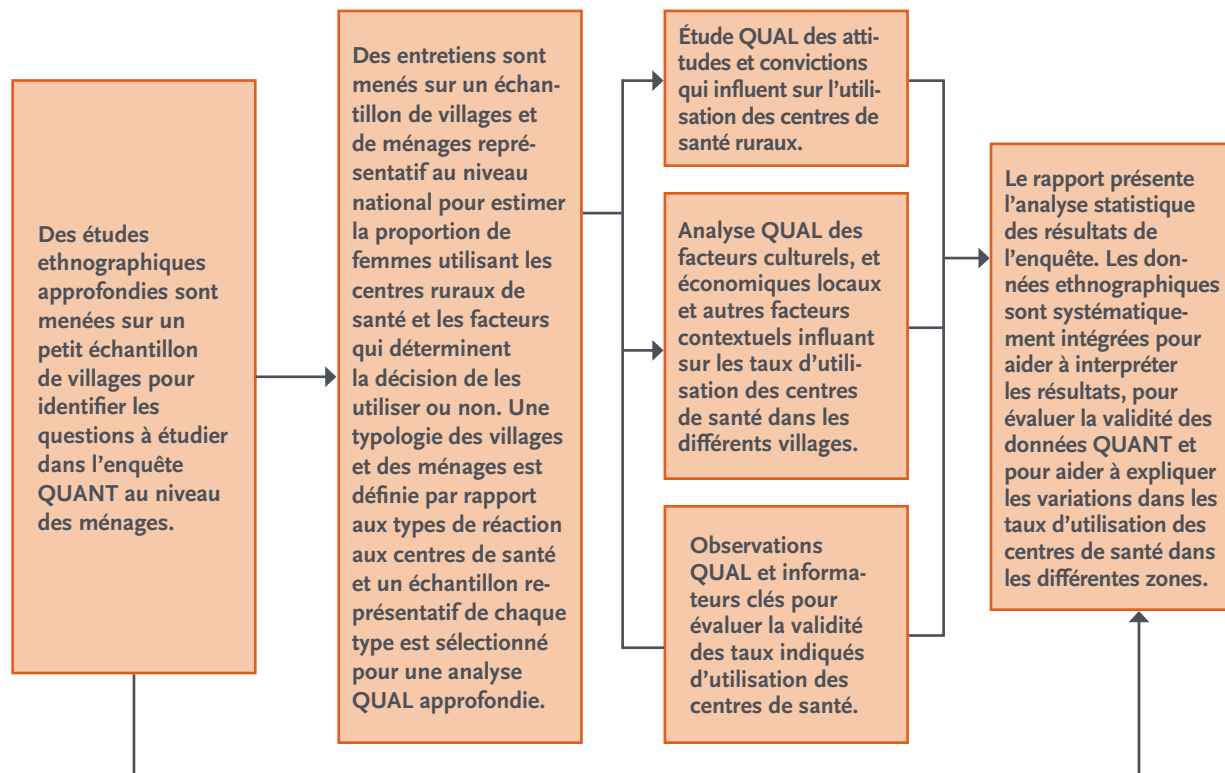 Des études
ethnographiques
approfondies sont
menées sur un
petit échantillon
de villages pour
identifier les
questions à étudier
dans l’enquête
QUANT au niveau
des ménages.
Des entretiens sont
menés sur un échan-
tillon de villages et
de ménages repré-
sentatif au niveau
national pour estimer
la proportion de
femmes utilisant les
centres ruraux de
santé et les facteurs
qui déterminent
la décision de les
utiliser ou non. Une
typologie des villages
et des ménages est
définie par rapport
aux types de réaction
aux centres de santé
et un échantillon re-
présentatif de chaque
type est sélectionné
pour une analyse
QUAL approfondie.
Étude QUAL des atti-
tudes et convictions
qui influent sur l’utili-
sation des centres de
santé ruraux.
Analyse QUAL des
facteurs culturels, et
économiques locaux
et autres facteurs
contextuels influant
sur les taux d’utili-
sation des centres
de santé dans les
différents villages.
Observations
QUAL et informa-
teurs clés pour
évaluer la validité
des taux indiqués
d’utilisation des
centres de santé.
Le rapport présente
l’analyse statistique
des résultats de
l’enquête. Les don-
nées ethnographiques
sont systématique-
ment intégrées pour
aider à interpréter
les résultats, pour
évaluer la validité des
données QUANT et
pour aider à expliquer
les variations dans les
taux d’utilisation des
centres de santé dans
les différentes zones.